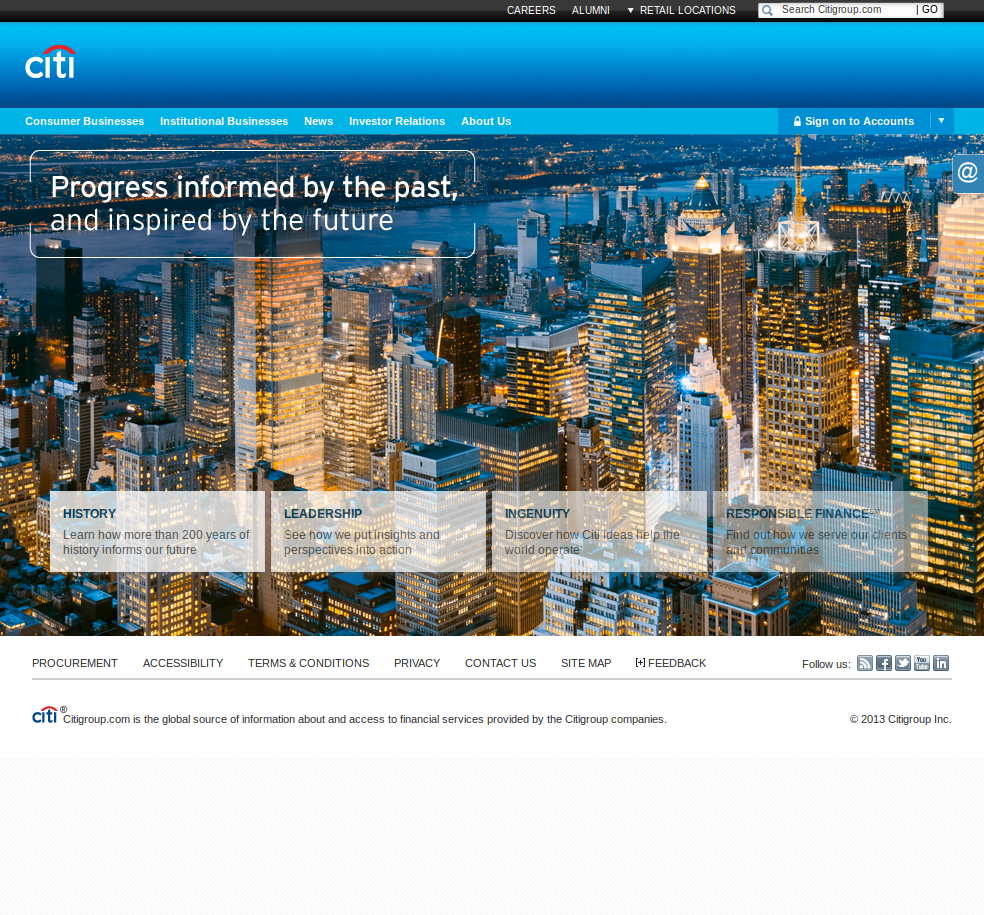 CAREERS ALUMNI RETAIL LOCATIONS Search Citigroup.com | GO
citi
Consumer Businesses Institutional Businesses News Investor Relations About Us Sign on to Accounts
@
Progress informed by the past,
and inspired by the future
HISTORY
Learn how more than 200 years of
history informs our future
LEADERSHIP
See how we put insights and
perspectives into action
INGENUITY
Discover how Citi ideas help the
world operate
RESPONSIBLE FINANCE℠
Find out how we serve our clients
and communities
PROCUREMENT ACCESSIBILITY TERMS & CONDITIONS PRIVACY CONTACT US SITE MAP [+] FEEDBACK Follow us: You Tube in
citi® Citigroup.com is the global source of information about and access to financial services provided by the Citigroup companies. © 2013 Citigroup Inc.